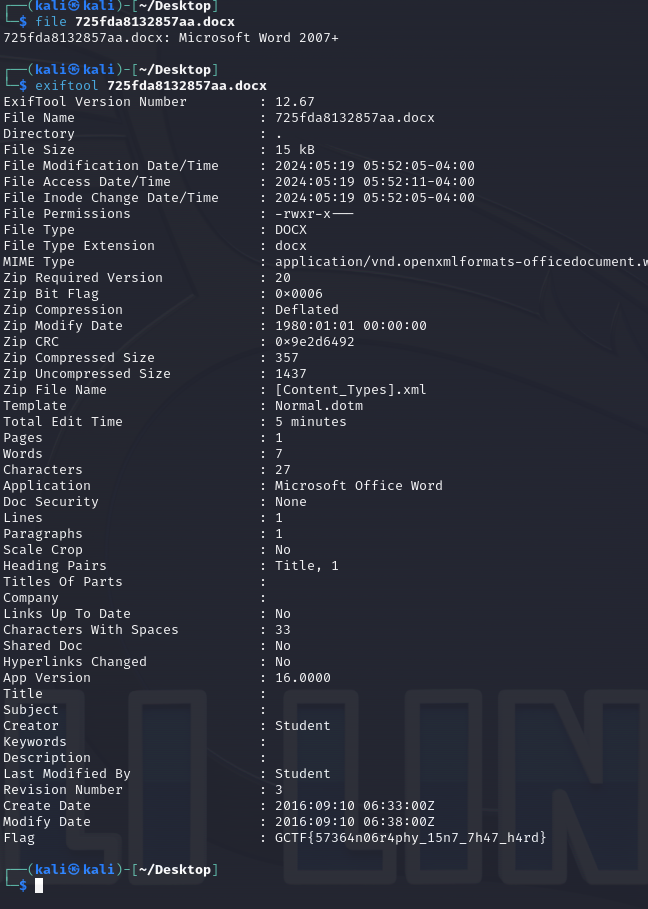 ┌──(kali㉿kali)-[~/Desktop]
└─$ file 725fda8132857aa.docx
725fda8132857aa.docx: Microsoft Word 2007+
┌──(kali㉿kali)-[~/Desktop]
└─$ exiftool 725fda8132857aa.docx
ExifTool Version Number : 12.67
File Name : 725fda8132857aa.docx
Directory : .
File Size : 15 kB
File Modification Date/Time : 2024:05:19 05:52:05-04:00
File Access Date/Time : 2024:05:19 05:52:11-04:00
File Inode Change Date/Time : 2024:05:19 05:52:05-04:00
File Permissions : -rwxr-x---
File Type : DOCX
File Type Extension : docx
MIME Type : application/vnd.openxmlformats-officedocument.w
Zip Required Version : 20
Zip Bit Flag : 0×0006
Zip Compression : Deflated
Zip Modify Date : 1980:01:01 00:00:00
Zip CRC : 0×9e2d6492
Zip Compressed Size : 357
Zip Uncompressed Size : 1437
Zip File Name : [Content_Types].xml
Template : Normal.dotm
Total Edit Time : 5 minutes
Pages : 1
Words : 7
Characters : 27
Application : Microsoft Office Word
Doc Security : None
Lines : 1
Paragraphs : 1
Scale Crop : No
Heading Pairs : Title, 1
Titles Of Parts :
Company :
Links Up To Date : No
Characters With Spaces : 33
Shared Doc : No
Hyperlinks Changed : No
App Version : 16.0000
Title :
Subject :
Creator : Student
Keywords :
Description :
Last Modified By : Student
Revision Number : 3
Create Date : 2016:09:10 06:33:00Z
Modify Date : 2016:09:10 06:38:00Z
Flag : GCTF{57364n06r4phy_15n7_7h47_h4rd}
┌──(kali㉿kali)-[~/Desktop]
└─$